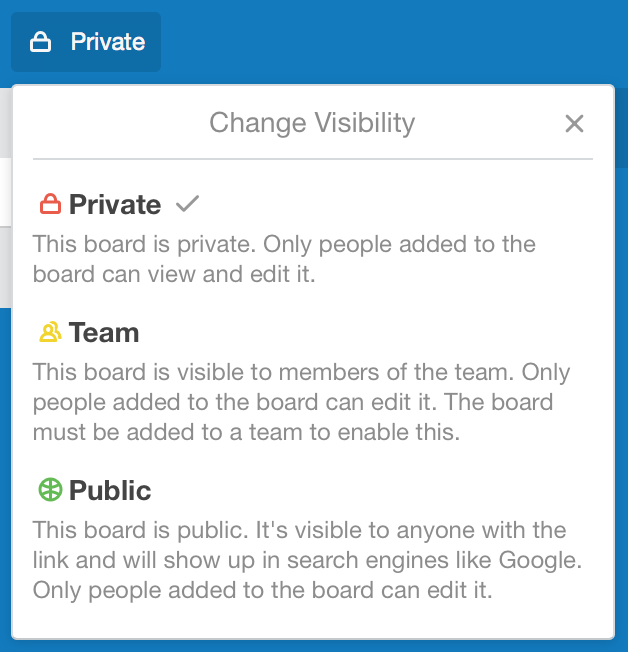 Private
Change Visibility
Private
This board is private. Only people added to the
board can view and edit it.
Team
This board is visible to members of the team. Only
people added to the board can edit it. The board
must be added to a team to enable this.
Public
This board is public. It's visible to anyone with the
link and will show up in search engines like Google.
Only people added to the board can edit it.